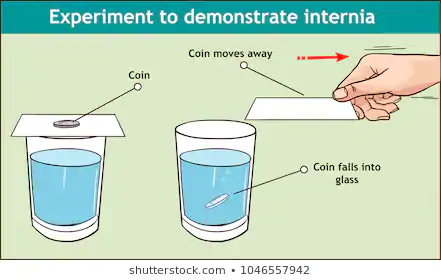 Experiment to demonstrate internia
Coin moves away
Coin
Coin falls into
glass
shutterstock.com • 1046557942